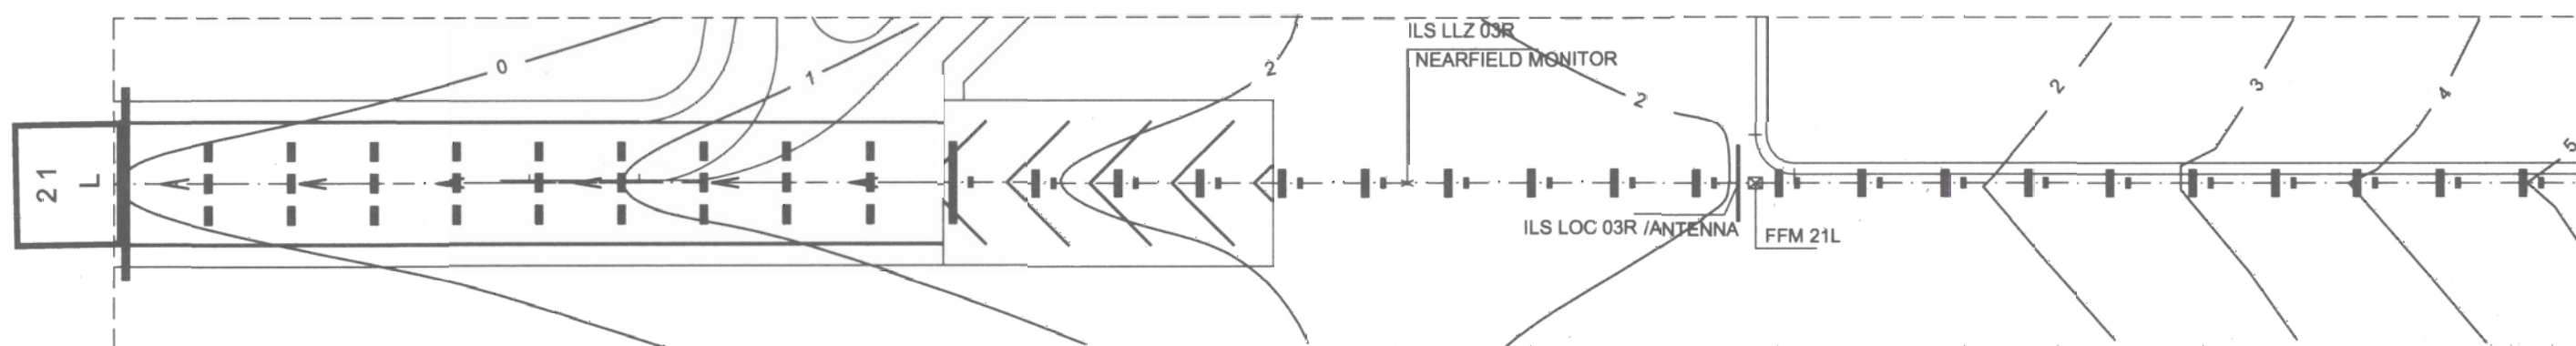 ILS LLZ 03R
NEARFIELD MONITOR
0
1
2
2
2
3
4
5
21
L
ILS LOC 03R /ANTENNA
FFM 21L